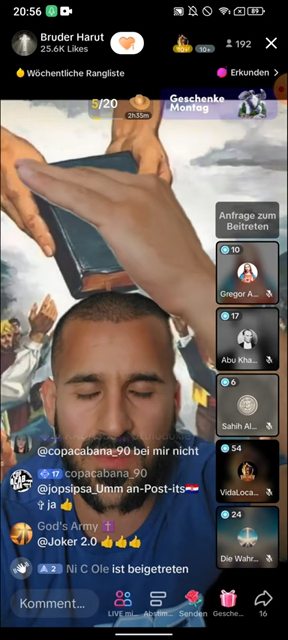 20:56
89
Bruder Harut
25.6K Likes
10+
192
Wöchentliche Rangliste
Erkunden
5/20
2h35m
Geschenke
Montag
Anfrage zum
Beitreten
10
Gregor A...
17
Abu Kha...
6
Sahih Al...
54
VidaLoca...
24
Die Wahr...
@copacabana_90 bei mir nicht
17 copacabana_90
@jopsipsa_Umm an-Post-its🇭🇷
✞ ja 👍
God's Army ✝️
@Joker 2.0 👍👍👍
2 Ni C Ole ist beigetreten
Komment...
LIVE mi...
Abstim...
Senden
Gesche...
16